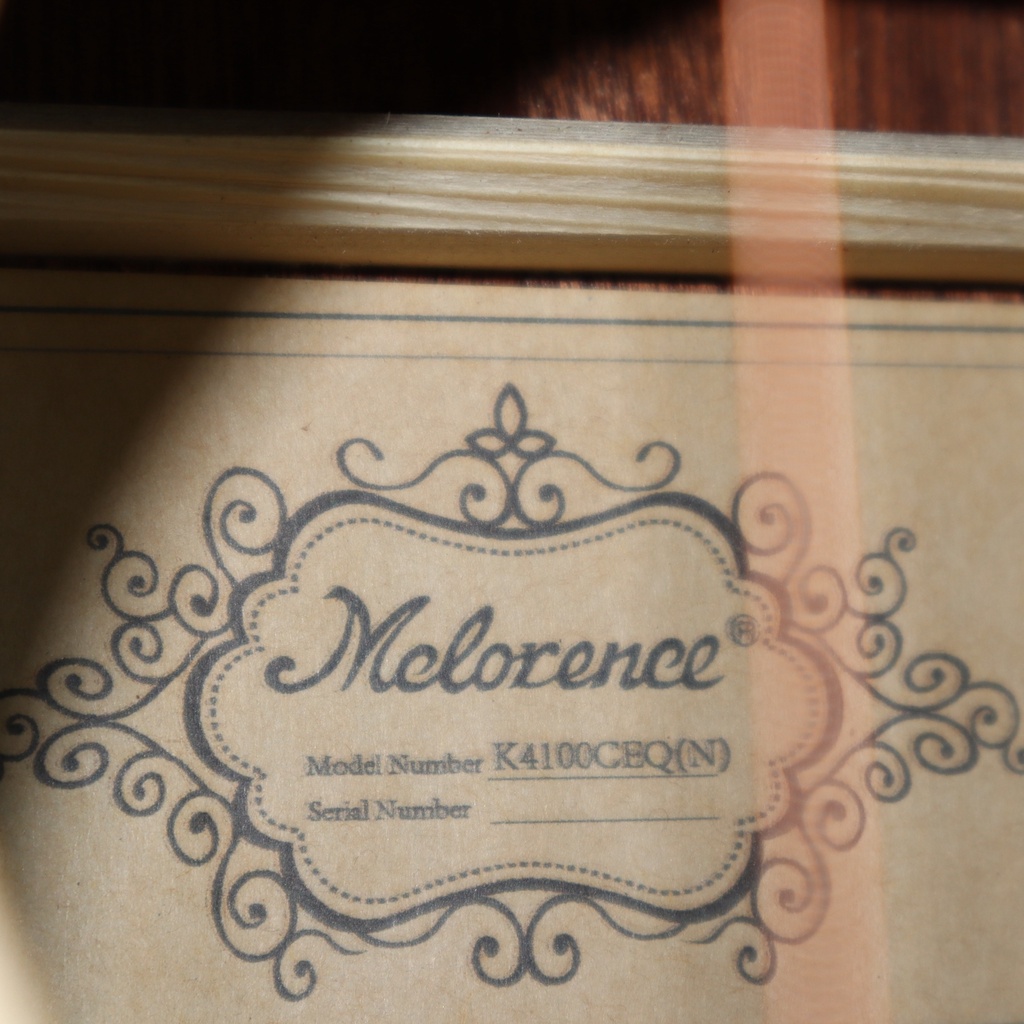 Melorence®
Model Number K4100CEQ(N)
Serial Number